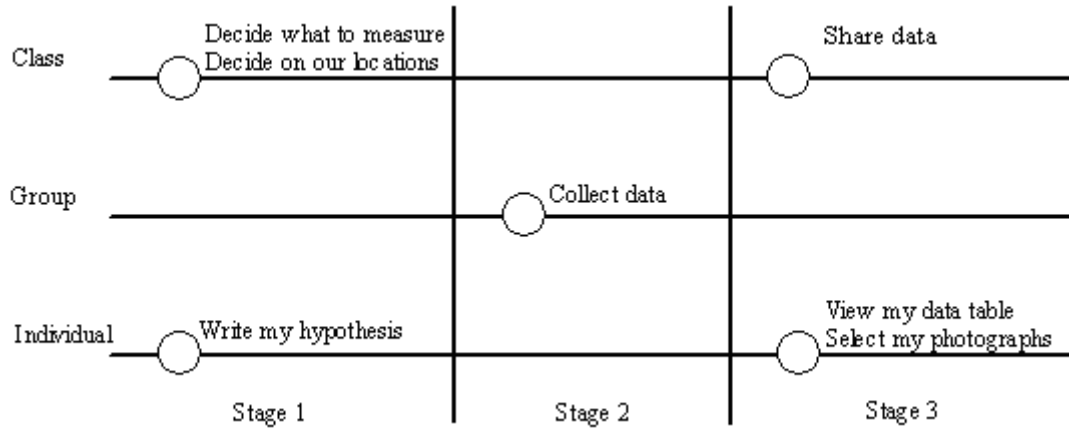 Class
Decide what to measure
Decide on our locations
Share data
Group
Collect data
Individual
Write my hypothesis
View my data table
Select my photographs
Stage 1
Stage 2
Stage 3